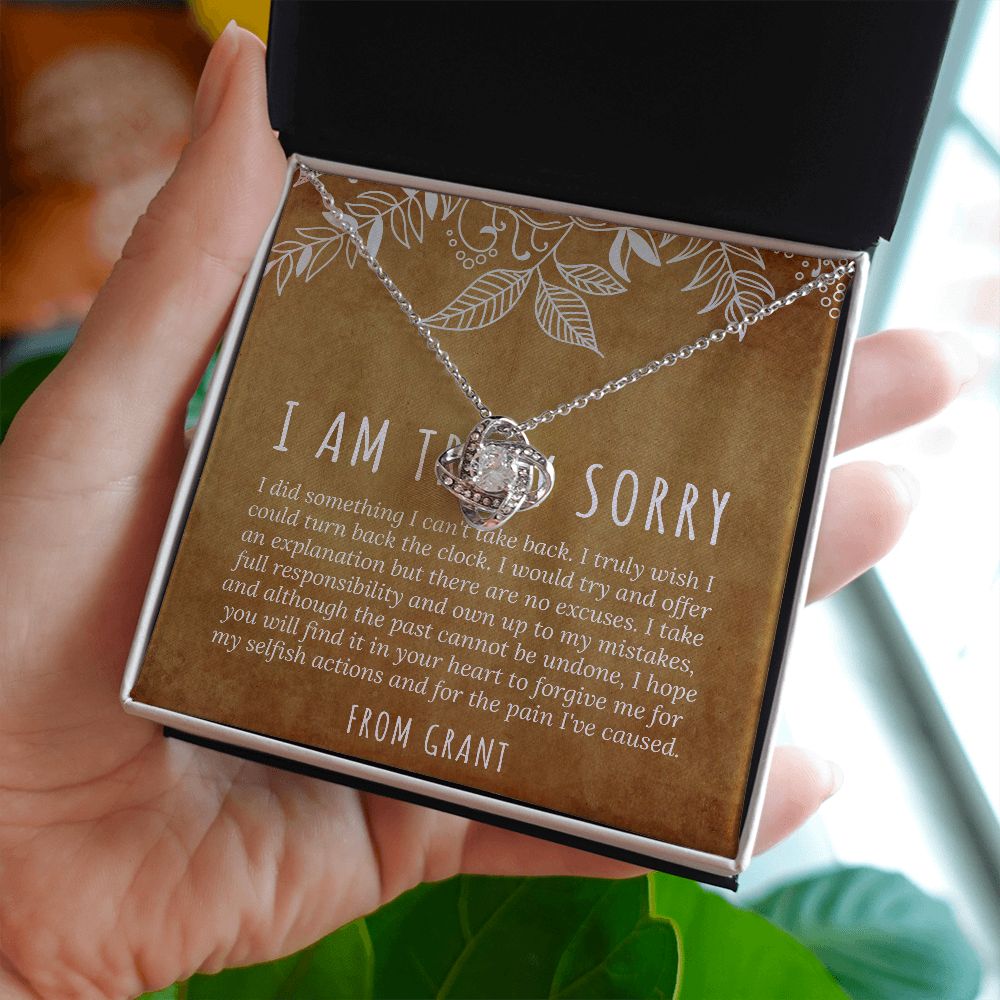 I AM TRULY SORRY
I did something I can't take back. I truly wish I
could turn back the clock. I would try and offer
an explanation but there are no excuses. I take
full responsibility and own up to my mistakes,
and although the past cannot be undone, I hope
you will find it in your heart to forgive me for
my selfish actions and for the pain I've caused.
FROM GRANT